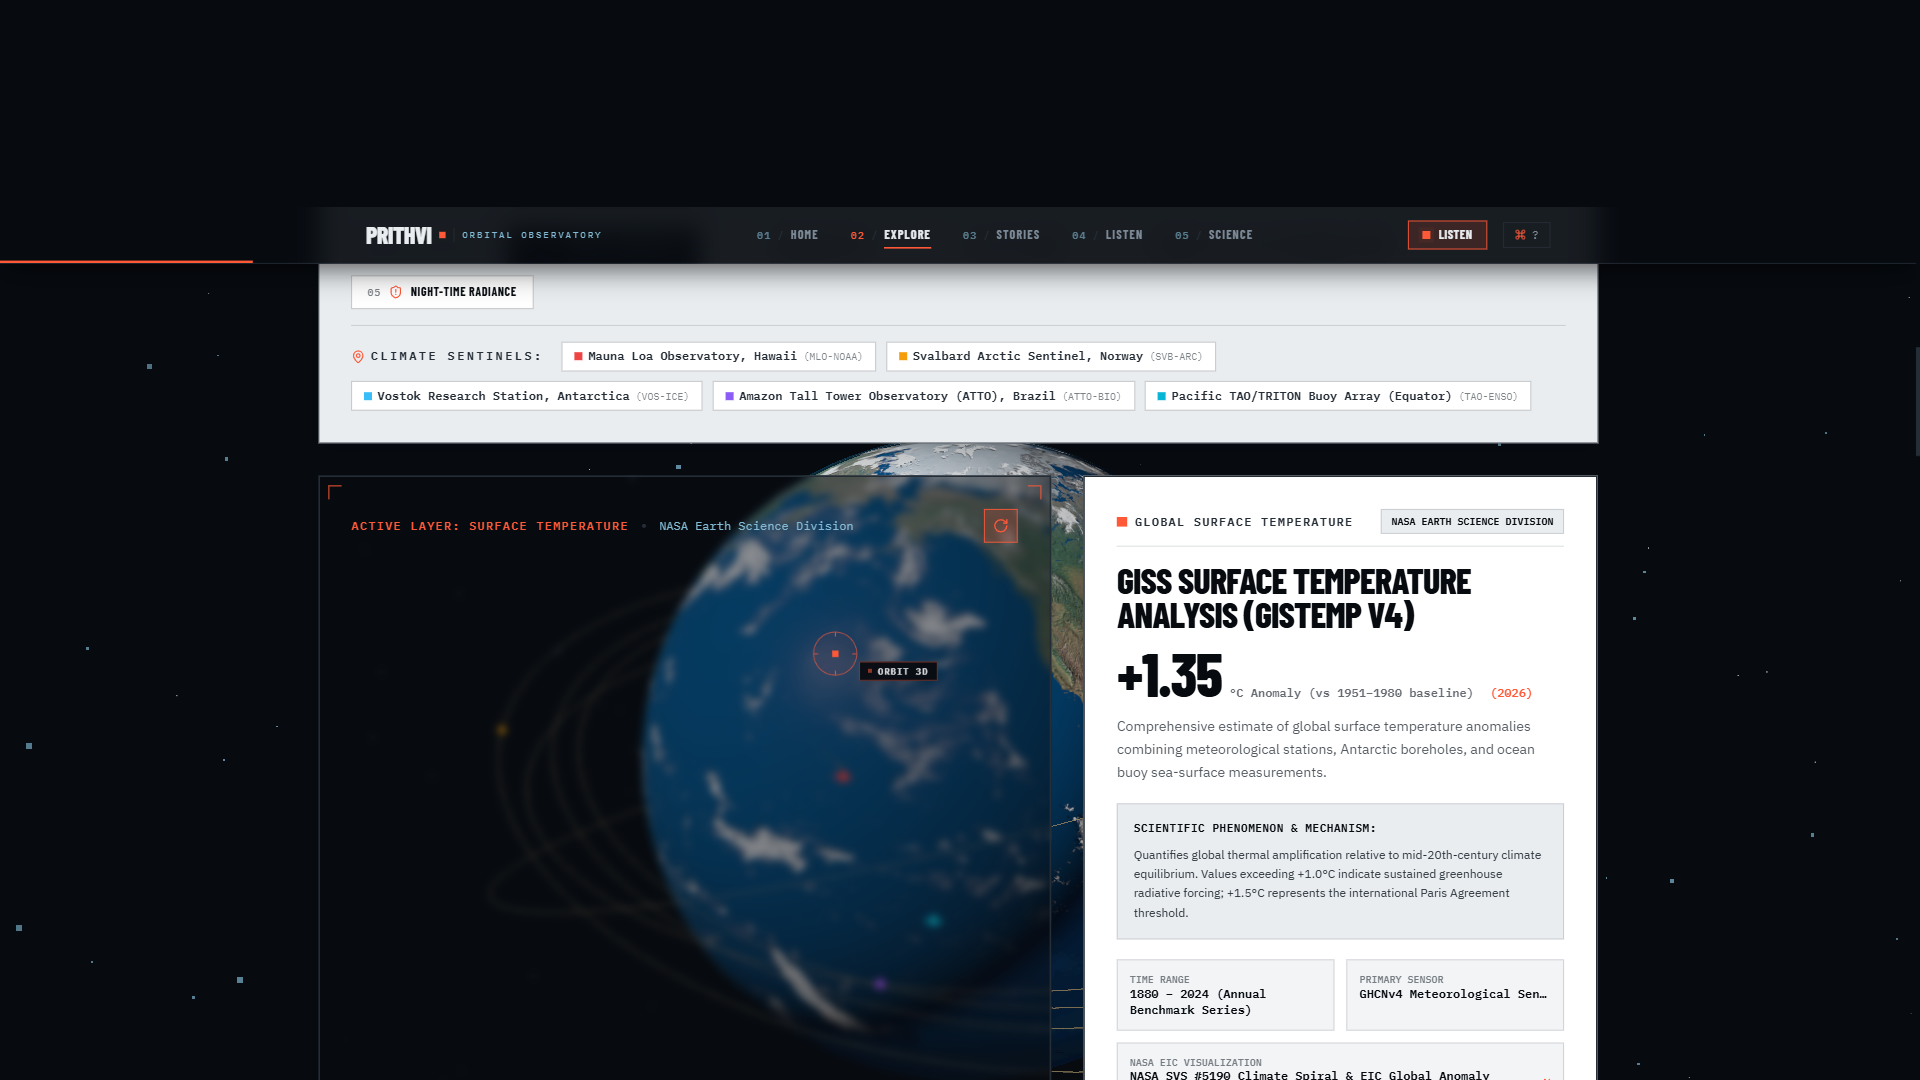 PRITHVI ORBITAL OBSERVATORY 01 / HOME 02 / EXPLORE 03 / STORIES 04 / LISTEN 05 / SCIENCE LISTEN ⌘ ?
05 NIGHT-TIME RADIANCE
CLIMATE SENTINELS: Mauna Loa Observatory, Hawaii (MLO-NOAA) Svalbard Arctic Sentinel, Norway (SVB-ARC)
Vostok Research Station, Antarctica (VOS-ICE) Amazon Tall Tower Observatory (ATTO), Brazil (ATTO-BIO) Pacific TAO/TRITON Buoy Array (Equator) (TAO-ENSO)
ACTIVE LAYER: SURFACE TEMPERATURE • NASA Earth Science Division
ORBIT 3D
GLOBAL SURFACE TEMPERATURE NASA EARTH SCIENCE DIVISION
GISS SURFACE TEMPERATURE
ANALYSIS (GISTEMP V4)
+1.35 °C Anomaly (vs 1951–1980 baseline) (2026)
Comprehensive estimate of global surface temperature anomalies
combining meteorological stations, Antarctic boreholes, and ocean
buoy sea-surface measurements.
SCIENTIFIC PHENOMENON & MECHANISM:
Quantifies global thermal amplification relative to mid-20th-century climate
equilibrium. Values exceeding +1.0°C indicate sustained greenhouse
radiative forcing; +1.5°C represents the international Paris Agreement
threshold.
TIME RANGE
1880 – 2024 (Annual
Benchmark Series)
PRIMARY SENSOR
GHCNv4 Meteorological Sen…
NASA EIC VISUALIZATION
NASA SVS #5190 Climate Spiral & EIC Global Anomaly